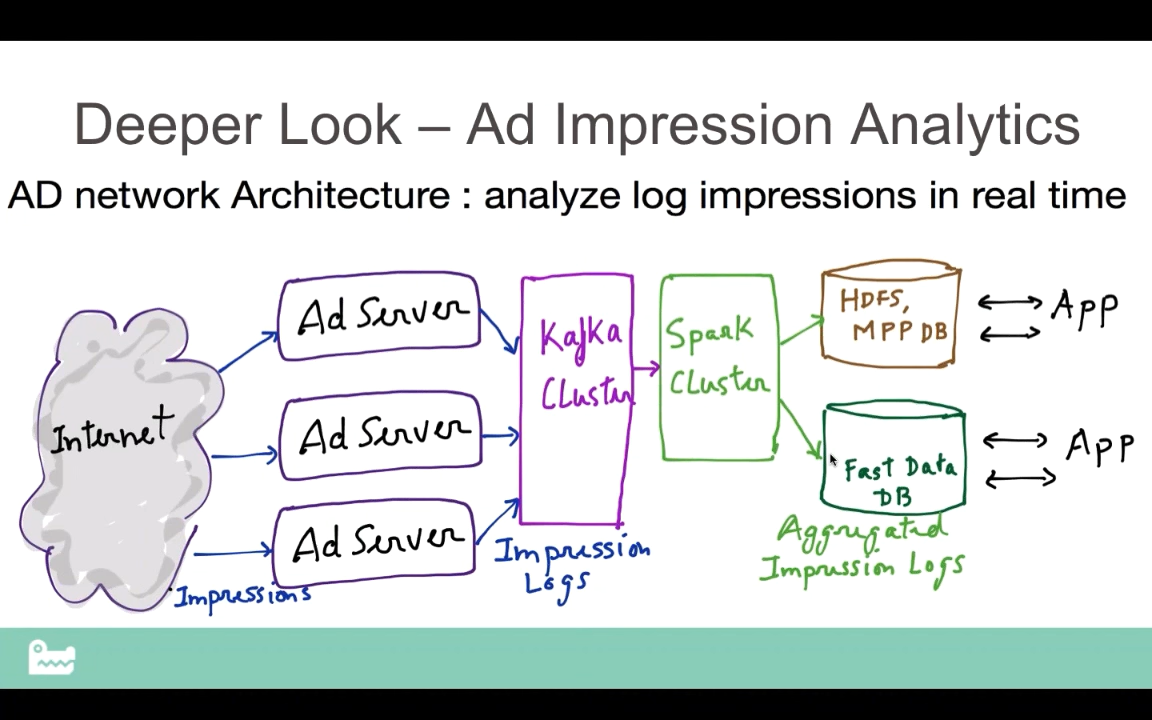 Deeper Look – Ad Impression Analytics
AD network Architecture : analyze log impressions in real time
Internet
Impressions
Ad Server
Ad Server
Ad Server
Impression
Logs
Kafka
Cluster
Spark
Cluster
HDFS,
MPP DB
App
Fast Data
DB
App
Aggregated
Impression Logs